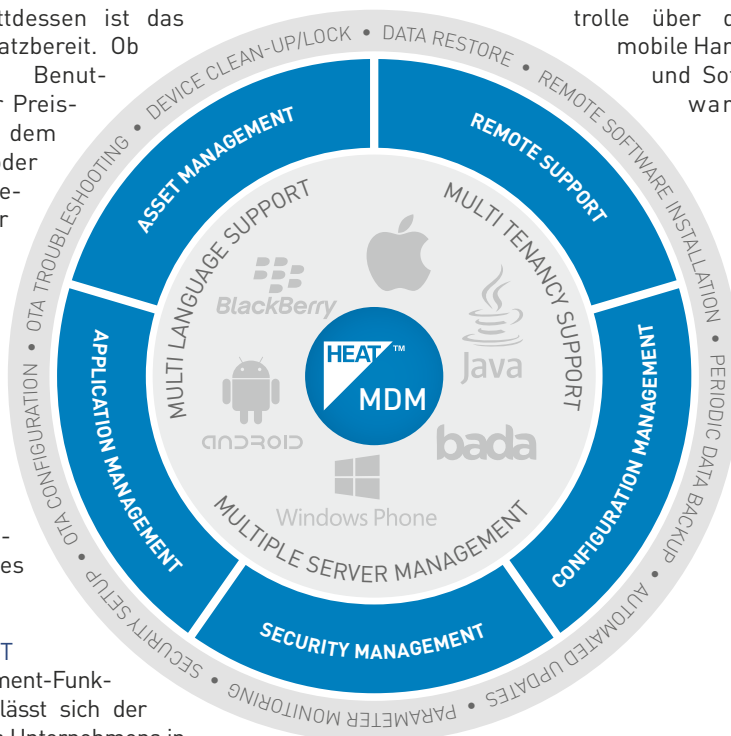 ttdessen ist das
atzbereit. Ob
Benut-
r Preis-
dem
oder
e-
r
-
es
T
ment-Funk-
lässt sich der
Unternehmens in
trolle über d
mobile Har
und Sof
war
OTA CONFIGURATION • OTA TROUBLESHOOTING • DEVICE CLEAN-UP/LOCK • DATA RESTORE • REMOTE SOFTWARE INSTALLATION • PERIODIC DATA BACKUP • AUTOMATED UPDATES • PARAMETER MONITORING • SECURITY SETUP •
ASSET MANAGEMENT
REMOTE SUPPORT
CONFIGURATION MANAGEMENT
SECURITY MANAGEMENT
APPLICATION MANAGEMENT
MULTI LANGUAGE SUPPORT
MULTI TENANCY SUPPORT
MULTIPLE SERVER MANAGEMENT
BlackBerry
Java
HEAT™
MDM
android
bada
Windows Phone